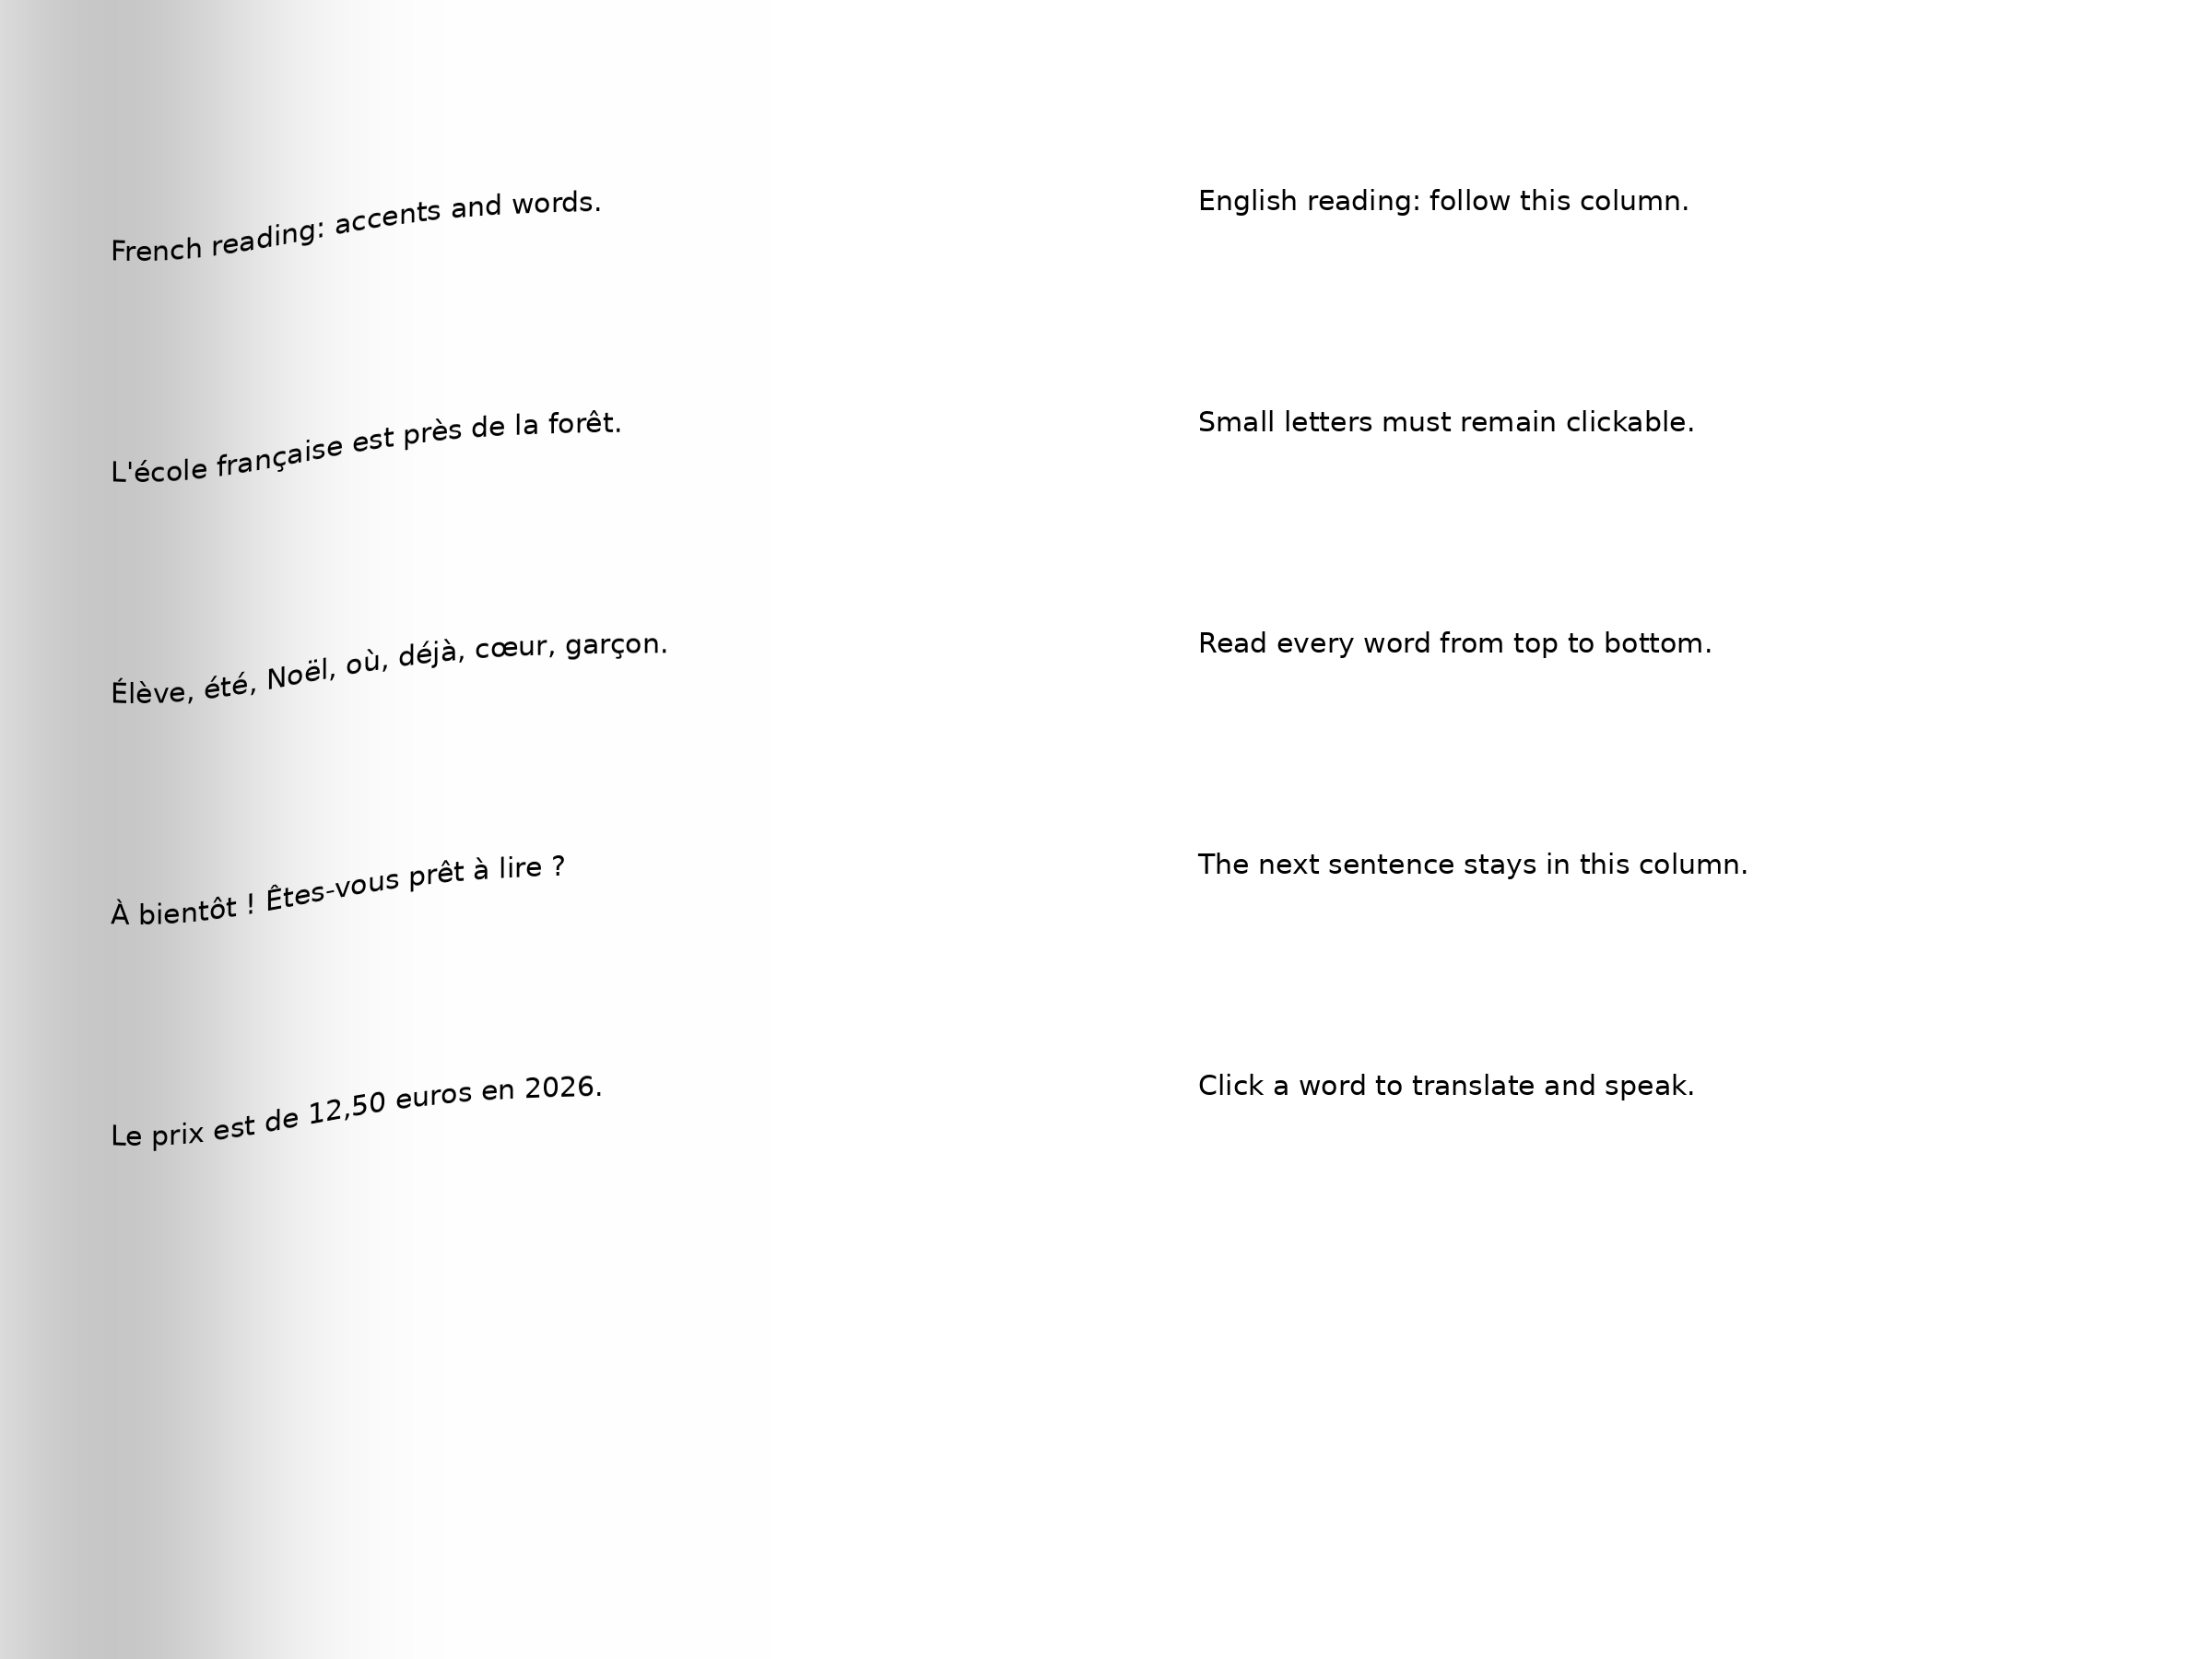 French reading: accents and words.
L'école française est près de la forêt.
Élève, été, Noël, où, déjà, cœur, garçon.
À bientôt ! Êtes-vous prêt à lire ?
Le prix est de 12,50 euros en 2026.
English reading: follow this column.
Small letters must remain clickable.
Read every word from top to bottom.
The next sentence stays in this column.
Click a word to translate and speak.